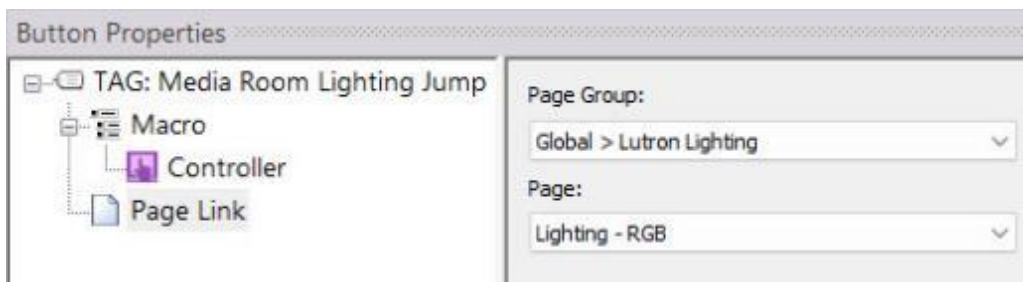 Button Properties
TAG: Media Room Lighting Jump
Macro
Controller
Page Link
Page Group:
Global > Lutron Lighting
Page:
Lighting - RGB